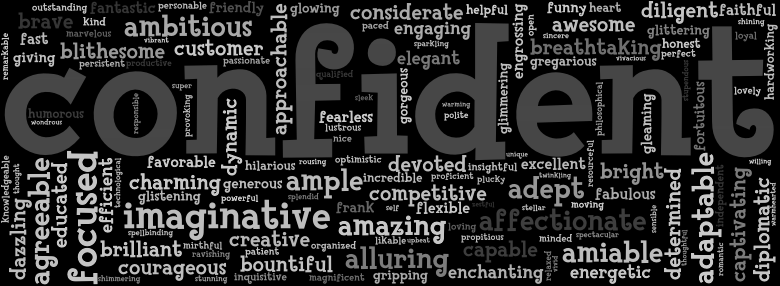 outstanding fantastic personable friendly glowing considerate helpful funny heart diligent faithful
brave kind ambitious paced engaging engrossing open awesome shining
remarkable fast marvelous vibrant approachable sparkling sincere glittering loyal
giving blithesome customer elegant breathtaking honest hardworking
persistent productive passionate gregarious vivacious perfect
confident
super qualified gorgeous glimmering philosophical stupendous lovely
humorous responsible provoking sleek warming gleaming fortuitous
wondrous dynamic fearless polite
lustrous
nice
knowledgeable thought agreeable educated focused efficient technological favorable hilarious rousing optimistic devoted insightful unique excellent resourceful bright willing
charming generous ample incredible proficient plucky adept twinkling fabulous
glistening powerful splendid competitive determined adaptable independent captivating diplomatic
imaginative frank self flexible tactful stellar moving sensible
dazzling amazing loving affectionate warmhearted
spellbinding creative likable upbeat propitious minded spectacular thoughtful romantic
brilliant mirthful organized capable amiable
ravishing patient alluring relaxed vivid
courageous bountiful enchanting energetic
shimmering stunning inquisitive magnificent gripping